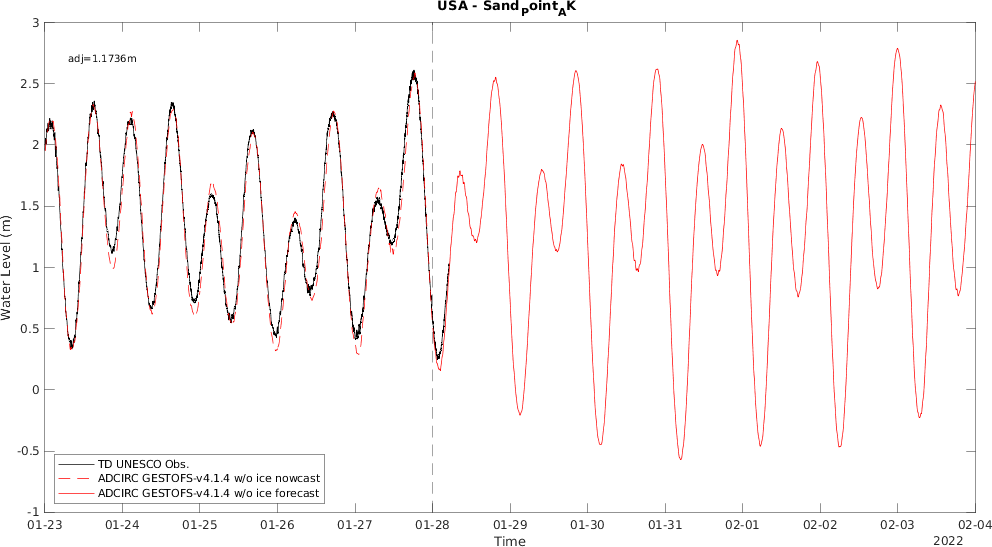 USA - Sand_Point_AK
adj=1.1736m
3
2.5
2
1.5
1
0.5
0
-0.5
-1
Water Level (m)
TD UNESCO Obs.
ADCIRC GESTOFS-v4.1.4 w/o ice nowcast
ADCIRC GESTOFS-v4.1.4 w/o ice forecast
01-23 01-24 01-25 01-26 01-27 01-28 01-29 01-30 01-31 02-01 02-02 02-03 02-04
Time
2022